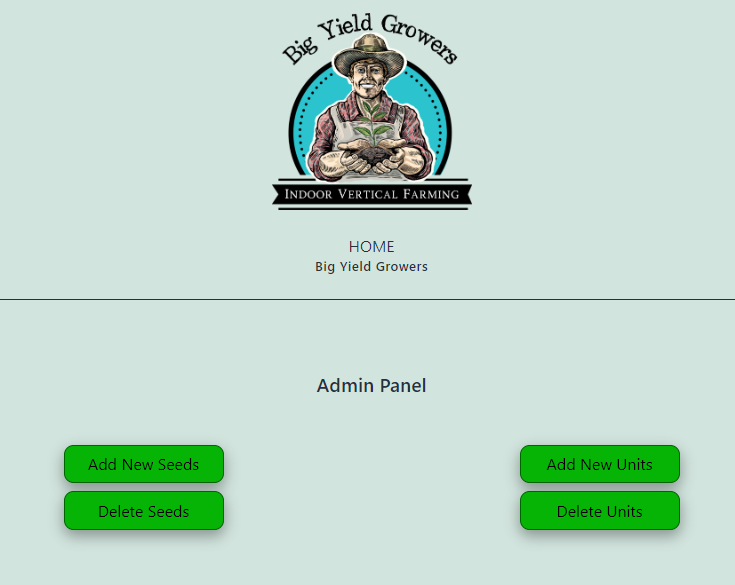 Big Yield Growers
INDOOR VERTICAL FARMING
HOME
Big Yield Growers
Admin Panel
Add New Seeds
Add New Units
Delete Seeds
Delete Units